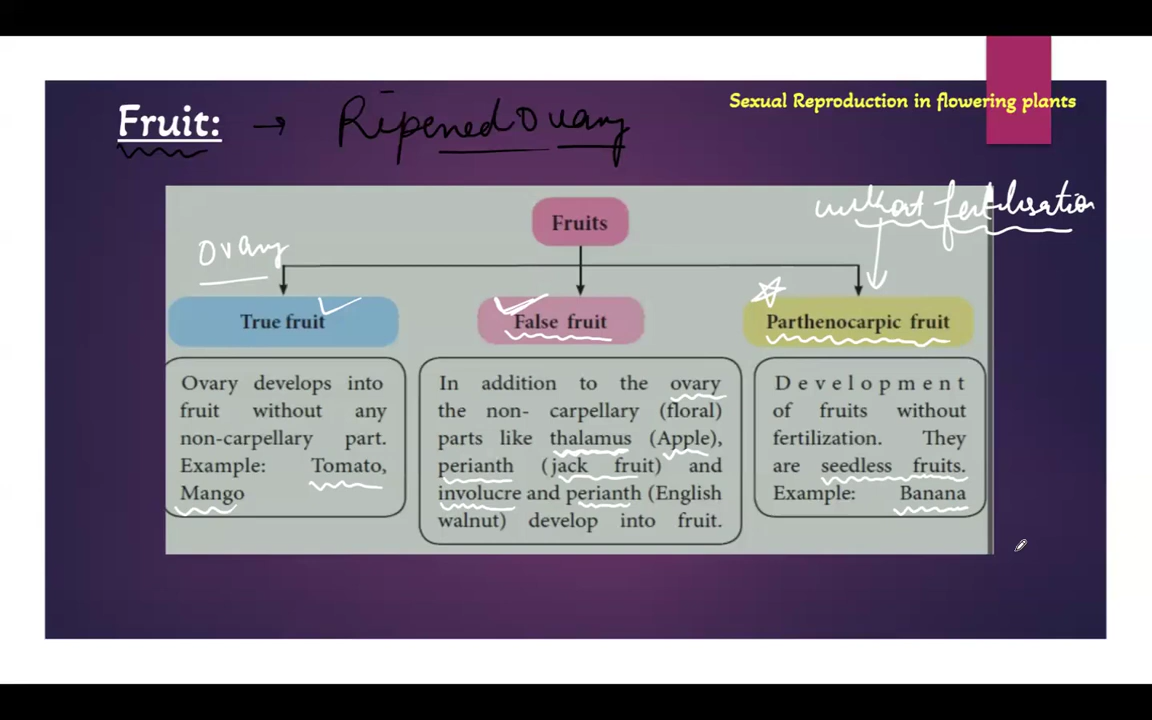 Sexual Reproduction in flowering plants
Fruit: → Ripened ovary
without fertilisation
Fruits
ovary
True fruit
False fruit
Parthenocarpic fruit
Ovary develops into
fruit without any
non-carpellary part.
Example: Tomato,
Mango
In addition to the ovary
the non- carpellary (floral)
parts like thalamus (Apple),
perianth (jack fruit) and
involucre and perianth (English
walnut) develop into fruit.
Development
of fruits without
fertilization. They
are seedless fruits.
Example: Banana